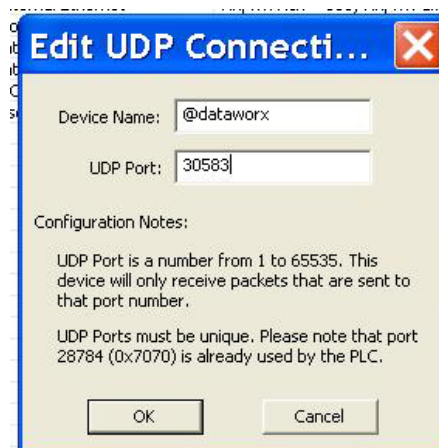 Edit UDP Connecti...
Device Name: @dataworx
UDP Port: 30583
Configuration Notes:
UDP Port is a number from 1 to 65535. This
device will only receive packets that are sent to
that port number.
UDP Ports must be unique. Please note that port
28784 (0x7070) is already used by the PLC.
OK Cancel